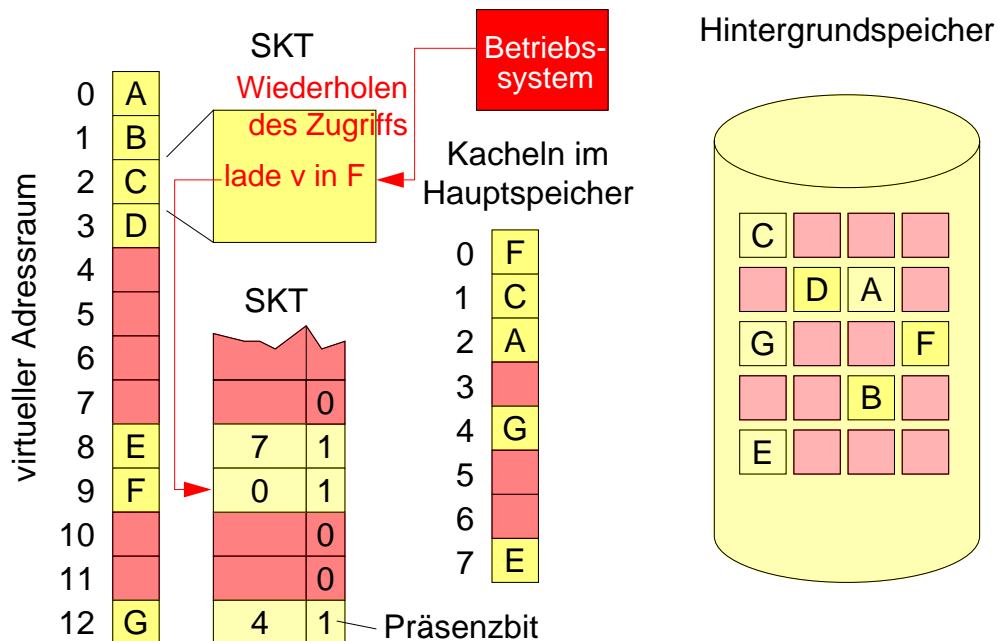 SKT
Betriebs-
system
Hintergrundspeicher
Wiederholen
des Zugriffs
lade v in F
virtueller Adressraum
0 A
1 B
2 C
3 D
4
5
6
7
8 E
9 F
10
11
12 G
SKT
0
7 1
0 1
0
0
4 1
Präsenzbit
Kacheln im
Hauptspeicher
0 F
1 C
2 A
3
4 G
5
6
7 E
C
D A
G F
B
E